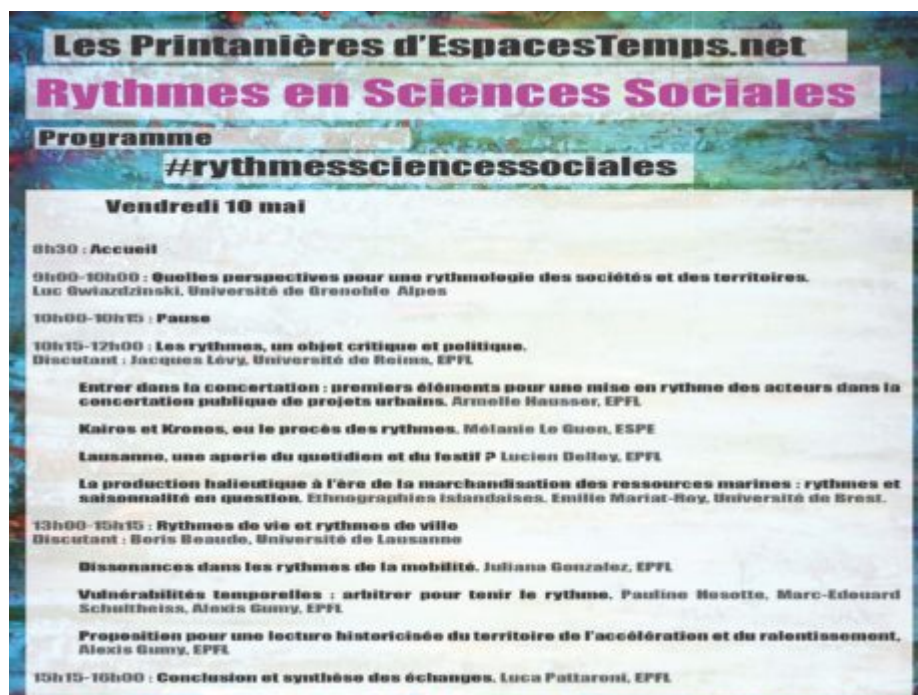 Les Printanières d'EspacesTemps.net
Rythmes en Sciences Sociales
Programme
#rythmessciencessociales
Vendredi 10 mai
8h30 : Accueil
9h00-10h00 : Quelles perspectives pour une rythmologie des sociétés et des territoires.
Luc Gwiazdzinski, Université de Grenoble Alpes
10h00-10h15 : Pause
10h15-12h00 : Les rythmes, un objet critique et politique.
Discutant : Jacques Lévy, Université de Reims, EPFL
Entrer dans la concertation : premiers éléments pour une mise en rythme des acteurs dans la
concertation publique de projets urbains. Armelle Hausser, EPFL
Kairos et Kronos, ou le procès des rythmes. Mélanie Le Guen, ESPE
Lausanne, une aporie du quotidien et du festif ? Lucien Delley, EPFL
La production halieutique à l'ère de la marchandisation des ressources marines : rythmes et
saisonnalité en question. Ethnographies islandaises. Emilie Mariat-Roy, Université de Brest.
13h00-15h15 : Rythmes de vie et rythmes de ville
Discutant : Boris Beaude, Université de Lausanne
Dissonances dans les rythmes de la mobilité. Juliana Gonzalez, EPFL
Vulnérabilités temporelles : arbitrer pour tenir le rythme. Pauline Hosotte, Marc-Edouard
Schultheiss, Alexis Gumy, EPFL
Proposition pour une lecture historicisée du territoire de l'accélération et du ralentissement,
Alexis Gumy, EPFL
15h15-16h00 : Conclusion et synthèse des échanges. Luca Pattaroni, EPFL